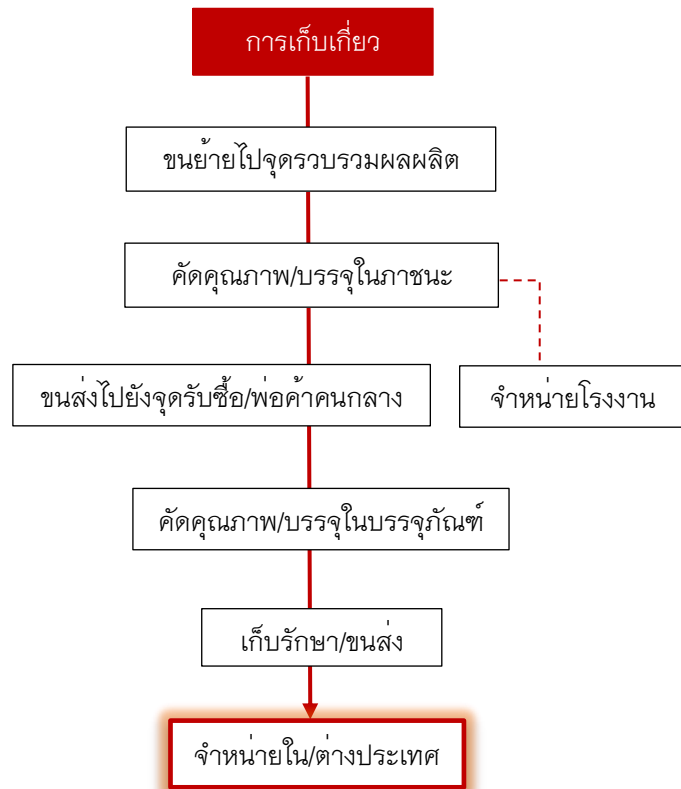 การเก็บเกี่ยว
ขนย้ายไปจุดรวบรวมผลผลิต
คัดคุณภาพ/บรรจุในภาชนะ
ขนส่งไปยังจุดรับซื้อ/พ่อค้าคนกลาง
จำหน่ายโรงงาน
คัดคุณภาพ/บรรจุในบรรจุภัณฑ์
เก็บรักษา/ขนส่ง
จำหน่ายใน/ต่างประเทศ